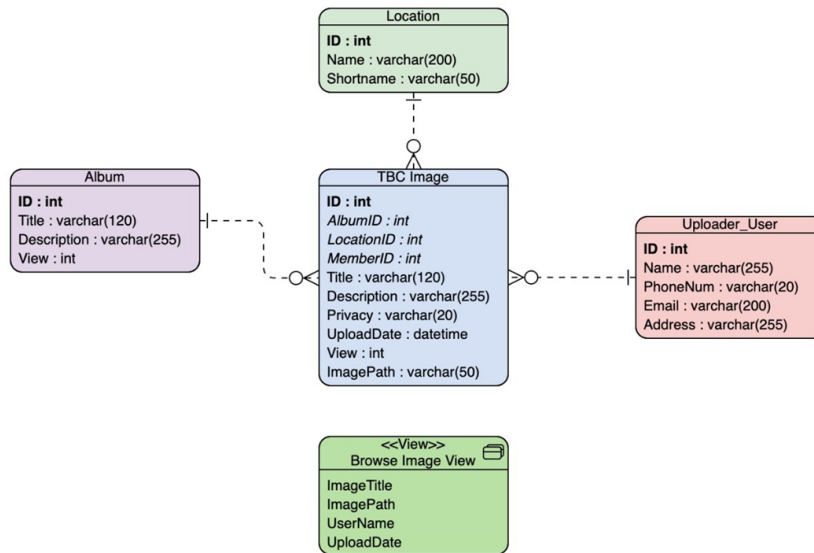 Location
ID : int
Name : varchar(200)
Shortname : varchar(50)
Album
ID : int
Title : varchar(120)
Description : varchar(255)
View : int
TBC Image
ID : int
AlbumID : int
LocationID : int
MemberID : int
Title : varchar(120)
Description : varchar(255)
Privacy : varchar(20)
UploadDate : datetime
View : int
ImagePath : varchar(50)
Uploader_User
ID : int
Name : varchar(255)
PhoneNum : varchar(20)
Email : varchar(200)
Address : varchar(255)
<<View>>
Browse Image View
ImageTitle
ImagePath
UserName
UploadDate